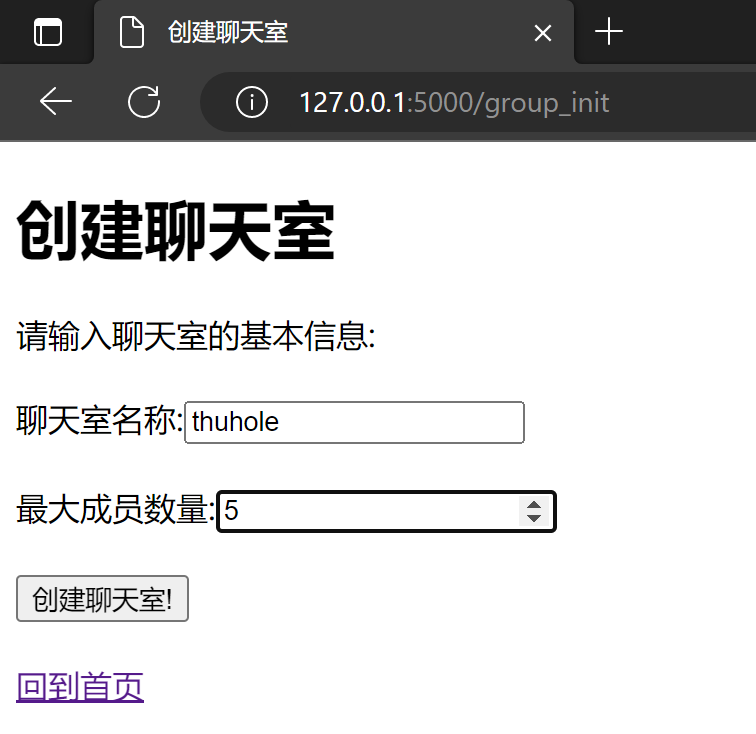 创建聊天室
127.0.0.1:5000/group_init
创建聊天室
请输入聊天室的基本信息:
聊天室名称:thuhole
最大成员数量:5
创建聊天室!
回到首页